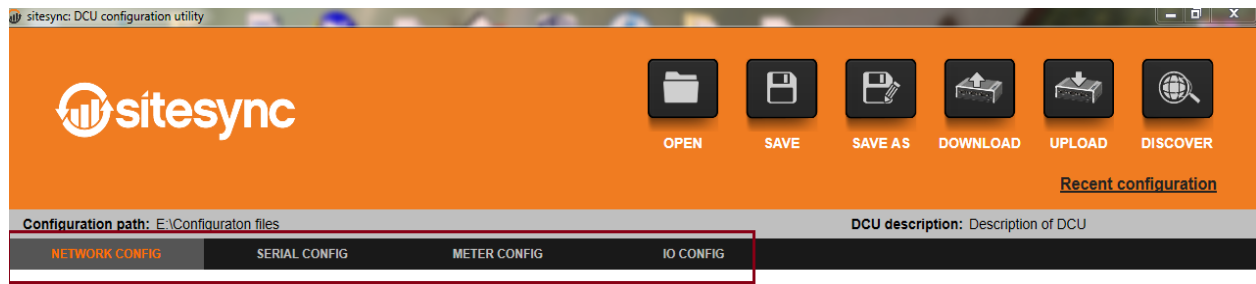 sitesync: DCU configuration utility
sitesync
OPEN SAVE SAVE AS DOWNLOAD UPLOAD DISCOVER
Recent configuration
Configuration path: E:\Configuraton files DCU description: Description of DCU
NETWORK CONFIG SERIAL CONFIG METER CONFIG IO CONFIG